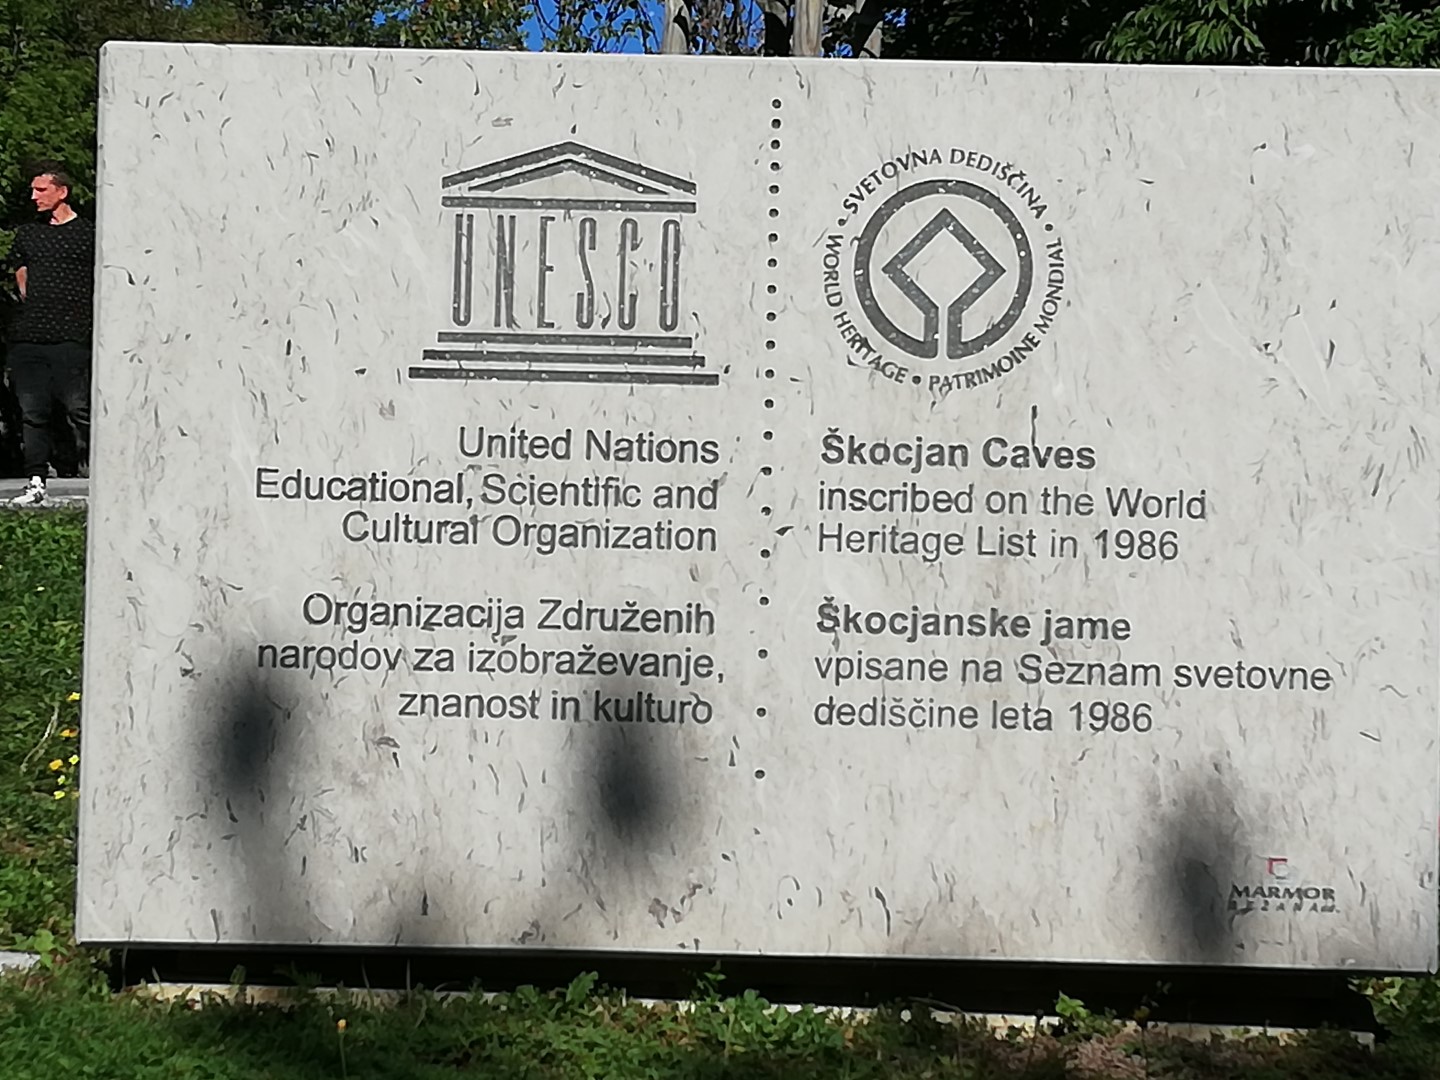 UNESCO
United Nations
Educational, Scientific and
Cultural Organization
Organizacija Združenih
narodov za izobraževanje,
znanost in kulturo
SVETOVNA DEDIŠČINA • WORLD HERITAGE • PATRIMOINE MONDIAL •
Škocjan Caves
inscribed on the World
Heritage List in 1986
Škocjanske jame
vpisane na Seznam svetovne
dediščine leta 1986
MARMOR